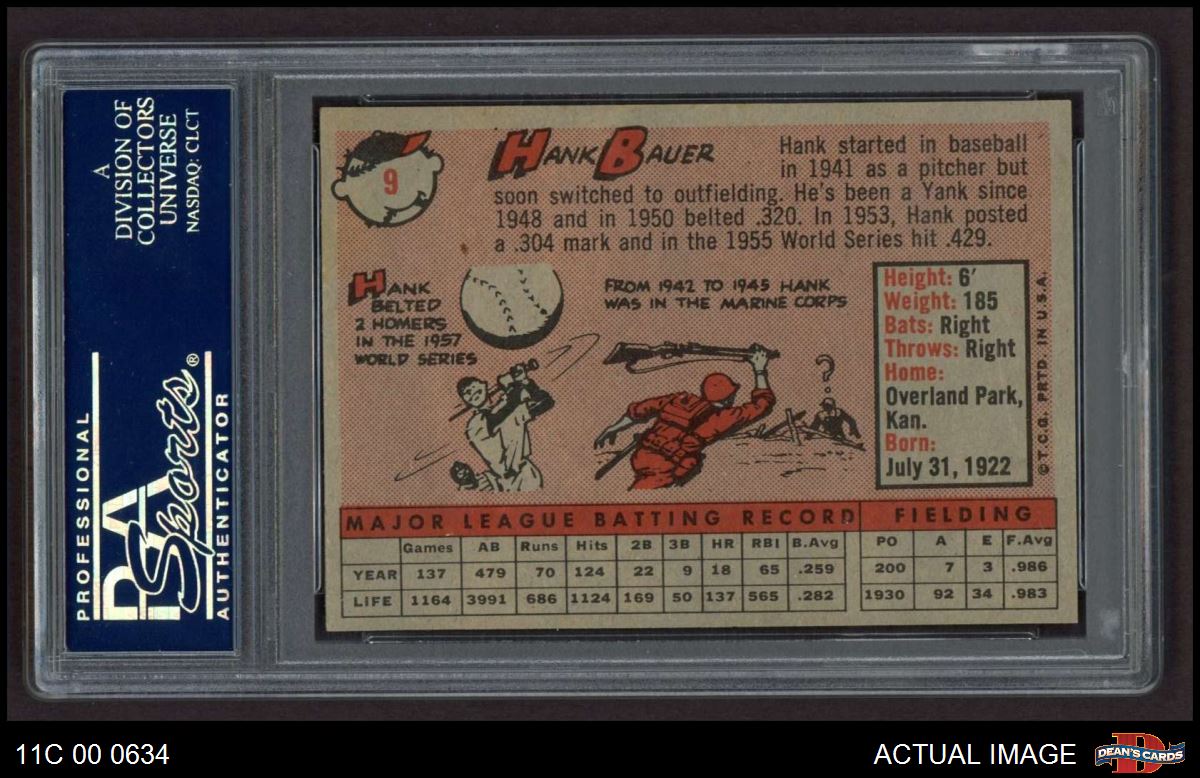 A
DIVISION OF
COLLECTORS
UNIVERSE
NASDAQ: CLCT
PROFESSIONAL
PSA
Sports®
AUTHENTICATOR
9
HANK BAUER
Hank started in baseball
in 1941 as a pitcher but
soon switched to outfielding. He's been a Yank since
1948 and in 1950 belted .320. In 1953, Hank posted
a .304 mark and in the 1955 World Series hit .429.
HANK
BELTED
2 HOMERS
IN THE 1957
WORLD SERIES
FROM 1942 TO 1945 HANK
WAS IN THE MARINE CORPS
?
Height: 6'
Weight: 185
Bats: Right
Throws: Right
Home:
Overland Park,
Kan.
Born:
July 31, 1922
©T.C.G. PRTD. IN U.S.A.
MAJOR LEAGUE BATTING RECORD FIELDING
Games AB Runs Hits 2B 3B HR RBI B.Avg PO A E F.Avg
YEAR 137 479 70 124 22 9 18 65 .259 200 7 3 .986
LIFE 1164 3991 686 1124 169 50 137 565 .282 1930 92 34 .983
11C 00 0634
ACTUAL IMAGE
DEAN'S CARDS